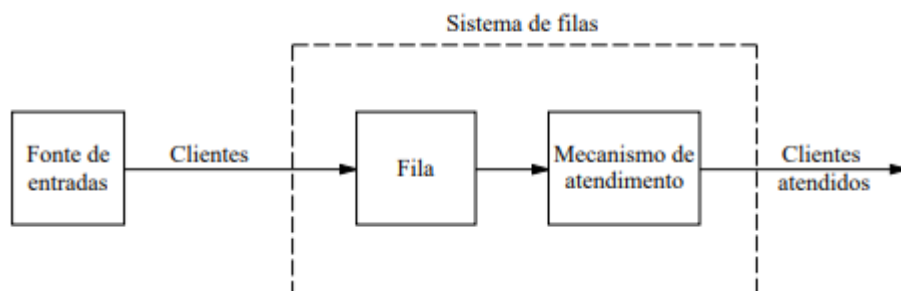 Sistema de filas
Fonte de
entradas
Clientes
Fila
Mecanismo de
atendimento
Clientes
atendidos